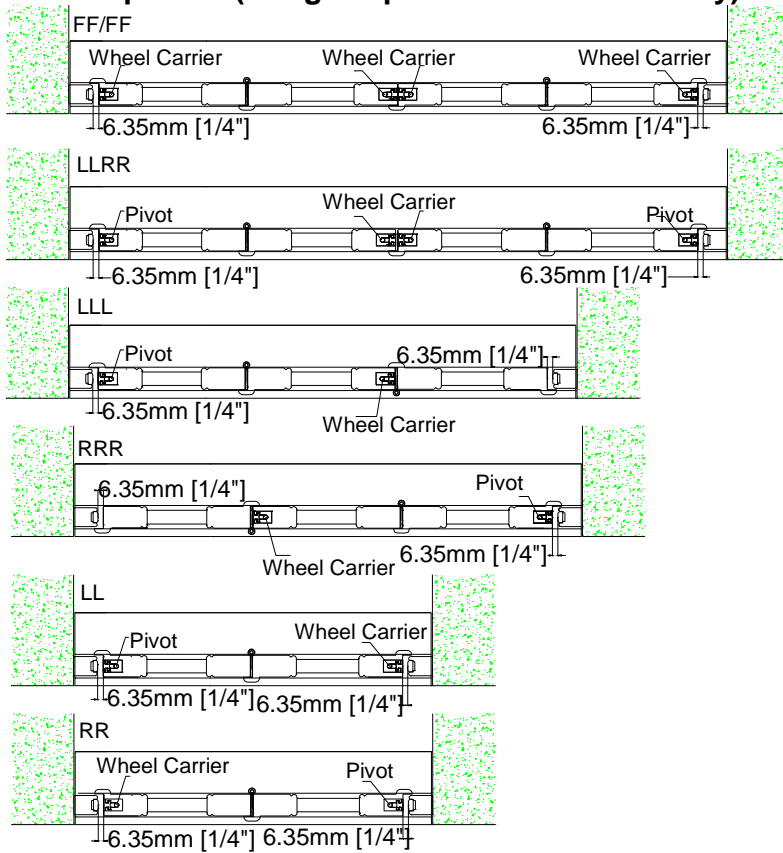 FF/FF
Wheel Carrier Wheel Carrier Wheel Carrier
6.35mm [1/4"] 6.35mm [1/4"]
LLRR
Pivot Wheel Carrier Pivot
6.35mm [1/4"] 6.35mm [1/4"]
LLL
Pivot 6.35mm [1/4"]
6.35mm [1/4"] Wheel Carrier
RRR
6.35mm [1/4"] Pivot
Wheel Carrier 6.35mm [1/4"]
LL
Pivot Wheel Carrier
6.35mm [1/4"] 6.35mm [1/4"]
RR
Wheel Carrier Pivot
6.35mm [1/4"] 6.35mm [1/4"]